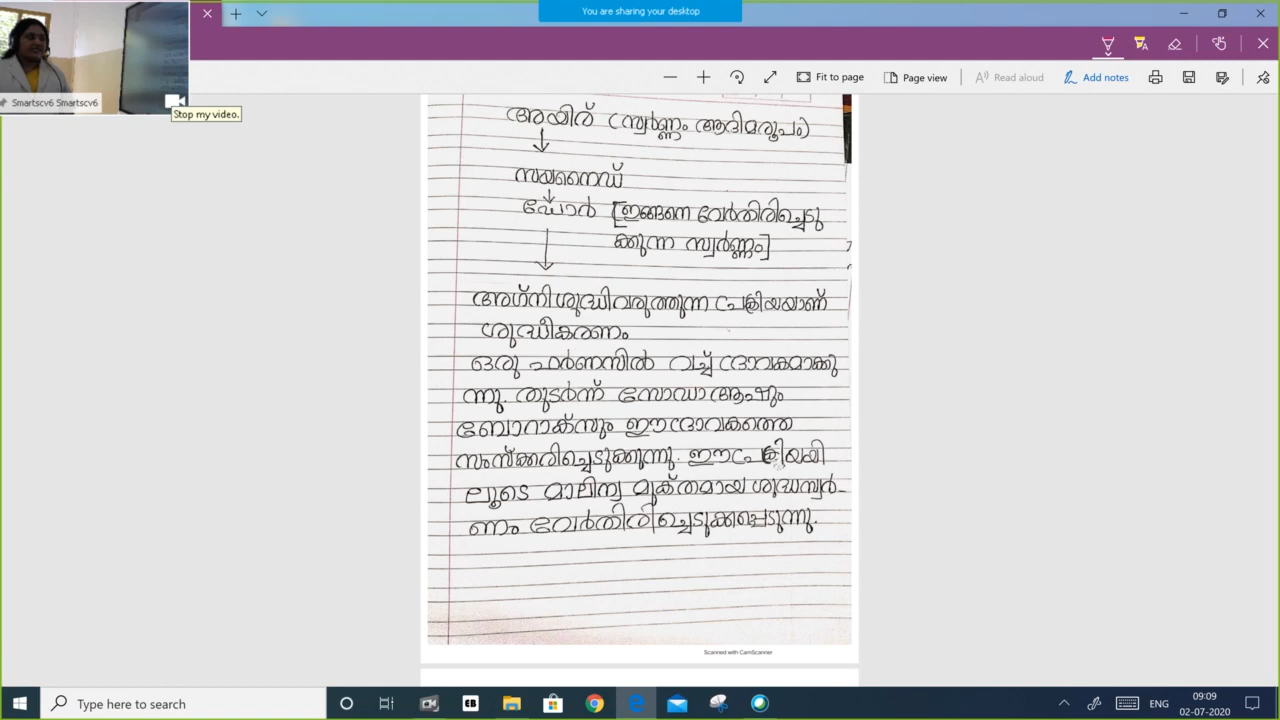 You are sharing your desktop
Fit to page
Page view
Read aloud
Add notes
Smartscv6 Smartscv6
Stop my video.
അയിര് (സ്വർണ്ണം ആദിമരൂപം)
സയനൈഡ്
ഡോർ [ഇങ്ങനെ വേർതിരിച്ചെടു
ക്കുന്ന സ്വർണ്ണം]
അഗ്നിശുദ്ധിവരുത്തുന്ന പ്രക്രിയയാണ്
ശുദ്ധീകരണം
ഒരു ഫർണസിൽ വച്ച് ദ്രാവകമാക്കു
ന്നു. തുടർന്ന് സോഡാആഷും
ബോറാക്സും ഈദ്രാവകത്തെ
സംസ്ക്കരിച്ചെടുക്കുന്നു. ഈപ്രക്രിയയി
ലൂടെ മാലിന്യ മുക്തമായ ശുദ്ധസ്വർ-
ണം വേർതിരിച്ചെടുക്കപ്പെടുന്നു.
Scanned with CamScanner
Type here to search
ENG
09:09
02-07-2020